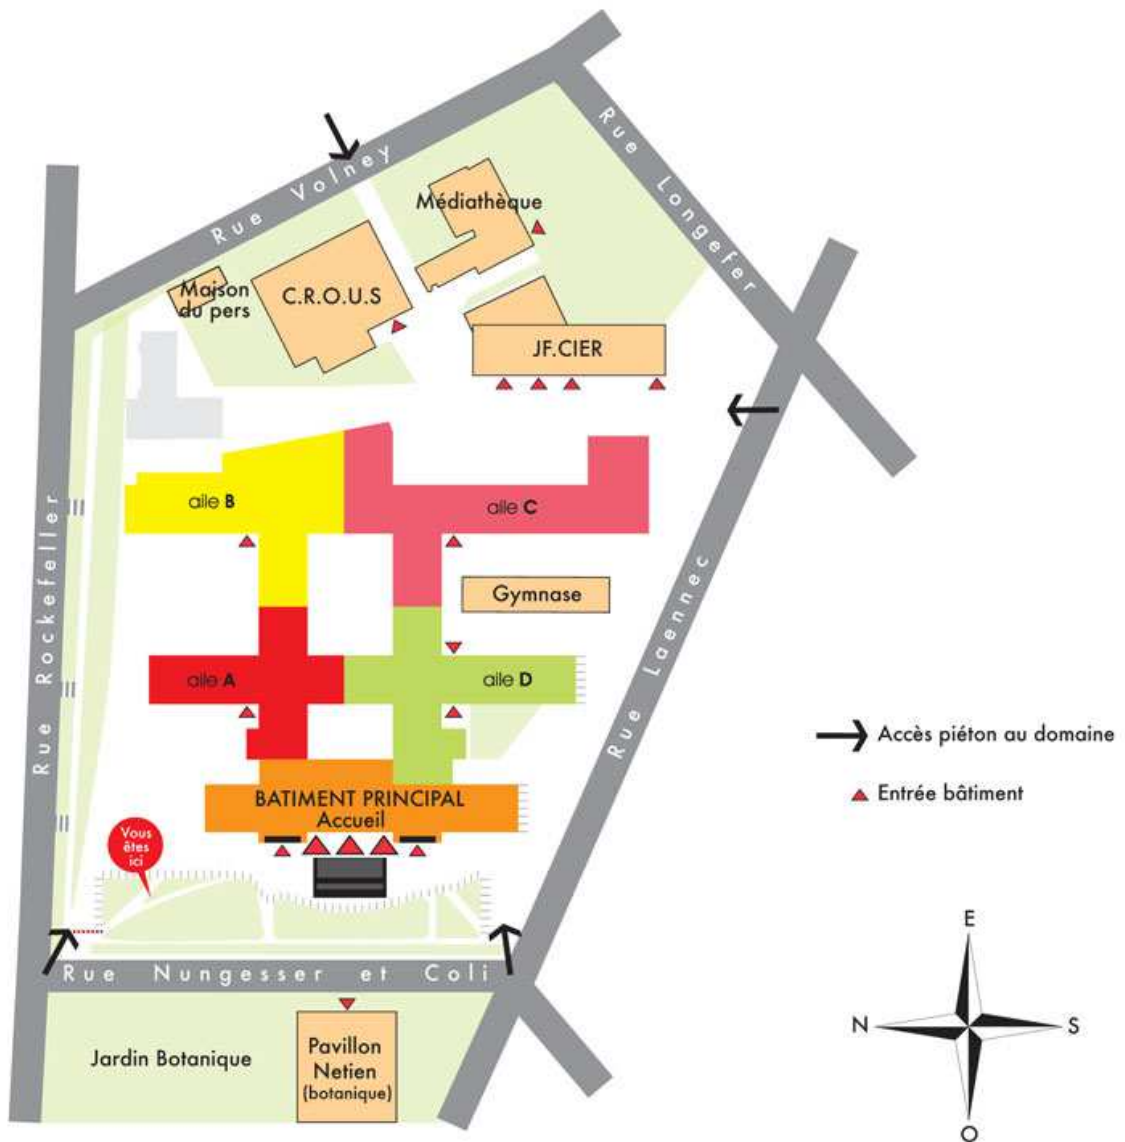 Rue Volney
Rue Longefer
Médiathèque
Maison
du pers
C.R.O.U.S
JF.CIER
aile B
aile C
Rue Rockefeller
Gymnase
Rue Laennec
aile A
aile D
Accès piéton au domaine
Entrée bâtiment
BATIMENT PRINCIPAL
Accueil
Vous
êtes
ici
Rue Nungesser et Coli
Jardin Botanique
Pavillon
Netien
(botanique)
E
N
S
O